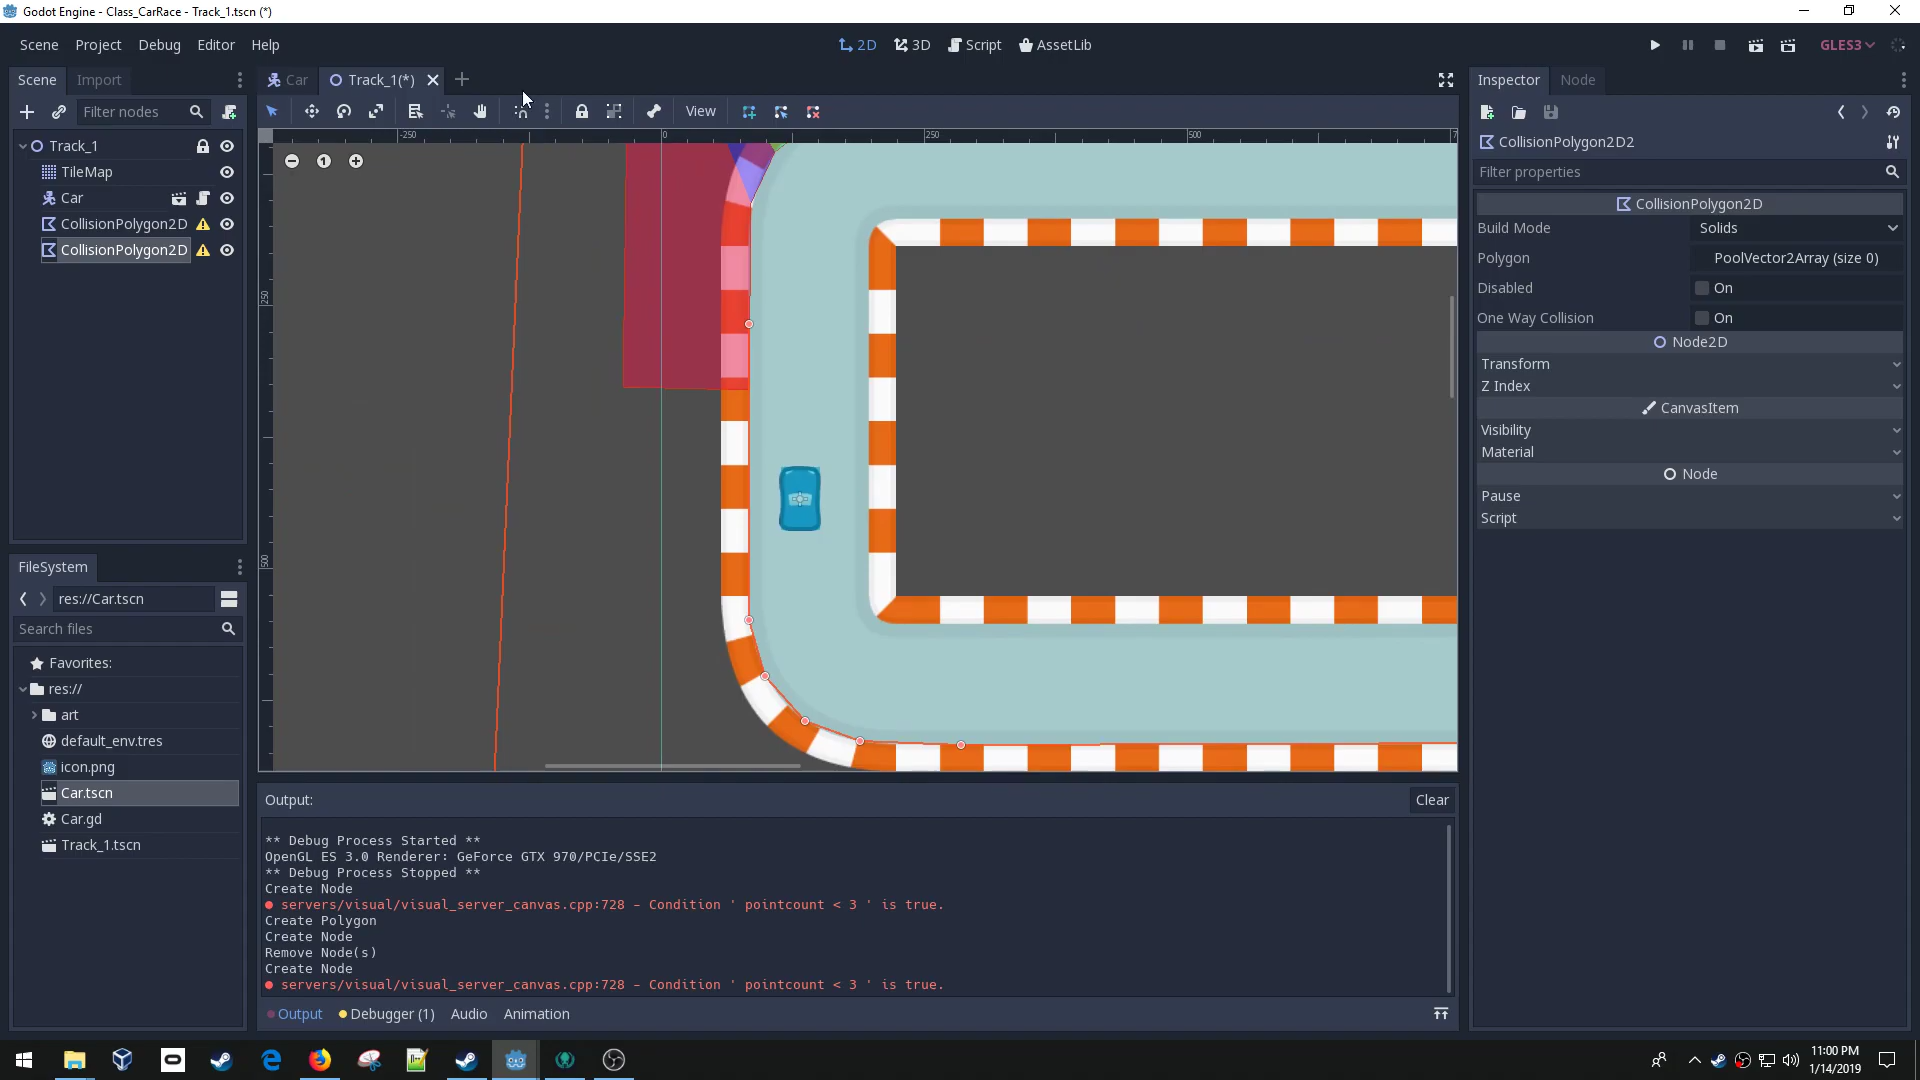 Godot Engine - Class_CarRace - Track_1.tscn (*)
Scene Project Debug Editor Help
2D 3D Script AssetLib
GLES3
Scene Import
Filter nodes
Track_1
TileMap
Car
CollisionPolygon2D
CollisionPolygon2D
FileSystem
res://Car.tscn
Search files
Favorites:
res://
art
default_env.tres
icon.png
Car.tscn
Car.gd
Track_1.tscn
Car Track_1(*)
View
-250 0 250 500
250
500
1
Output:
Clear
** Debug Process Started **
OpenGL ES 3.0 Renderer: GeForce GTX 970/PCIe/SSE2
** Debug Process Stopped **
Create Node
servers/visual/visual_server_canvas.cpp:728 - Condition ' pointcount < 3 ' is true.
Create Polygon
Create Node
Remove Node(s)
Create Node
servers/visual/visual_server_canvas.cpp:728 - Condition ' pointcount < 3 ' is true.
Output Debugger (1) Audio Animation
Inspector Node
CollisionPolygon2D2
Filter properties
CollisionPolygon2D
Build Mode Solids
Polygon PoolVector2Array (size 0)
Disabled On
One Way Collision On
Node2D
Transform
Z Index
CanvasItem
Visibility
Material
Node
Pause
Script
11:00 PM
1/14/2019